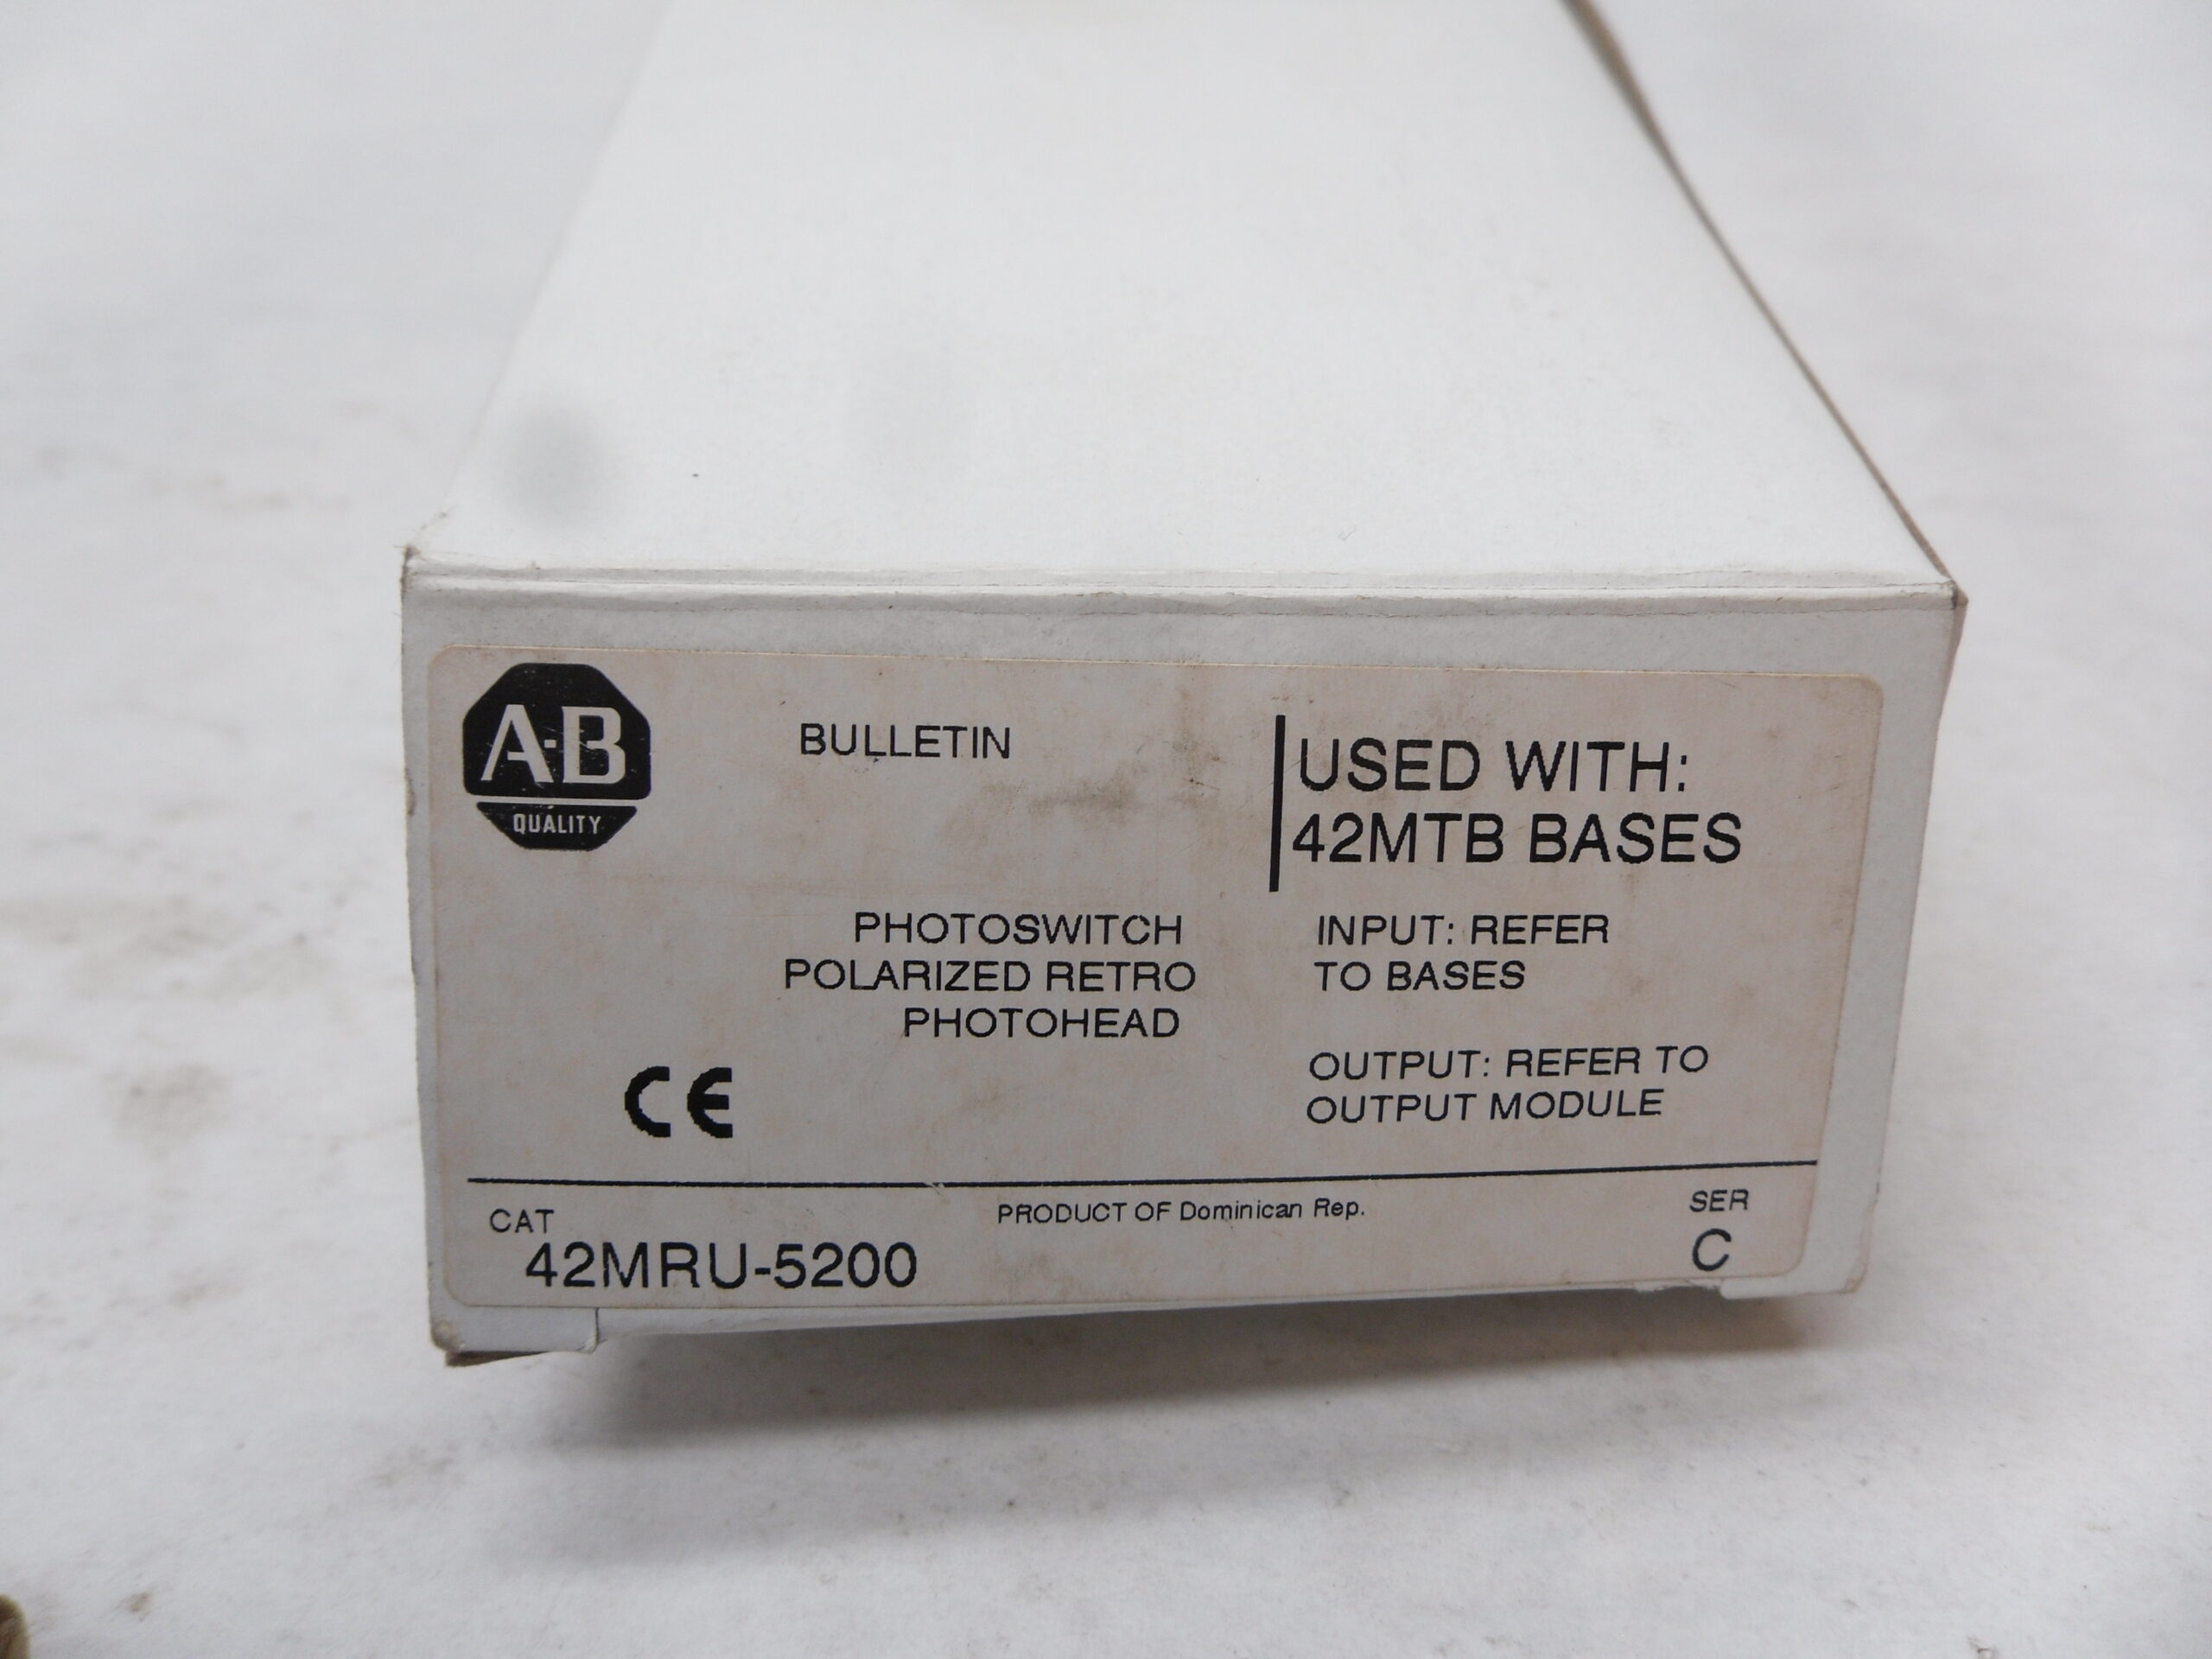 A-B
QUALITY
BULLETIN
USED WITH:
42MTB BASES
PHOTOSWITCH
POLARIZED RETRO
PHOTOHEAD
INPUT: REFER
TO BASES
OUTPUT: REFER TO
OUTPUT MODULE
CE
CAT
42MRU-5200
PRODUCT OF Dominican Rep.
SER
C